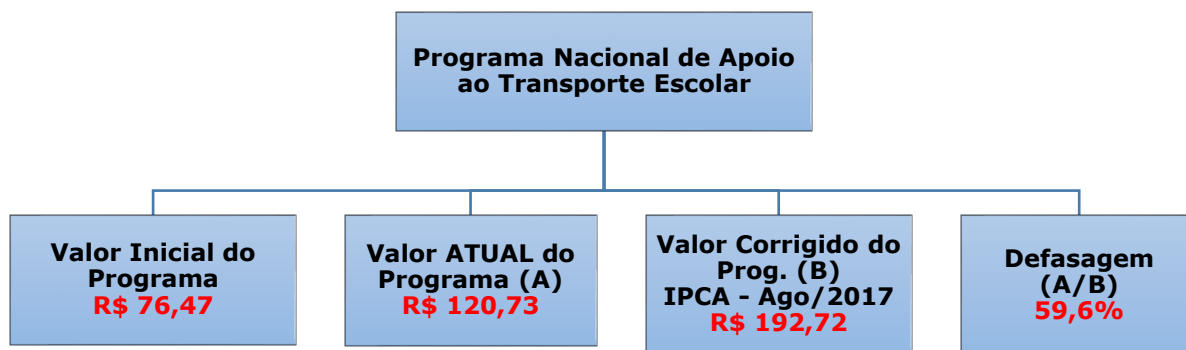 Programa Nacional de Apoio
ao Transporte Escolar
Valor Inicial do
Programa
R$ 76,47
Valor ATUAL do
Programa (A)
R$ 120,73
Valor Corrigido do
Prog. (B)
IPCA - Ago/2017
R$ 192,72
Defasagem
(A/B)
59,6%